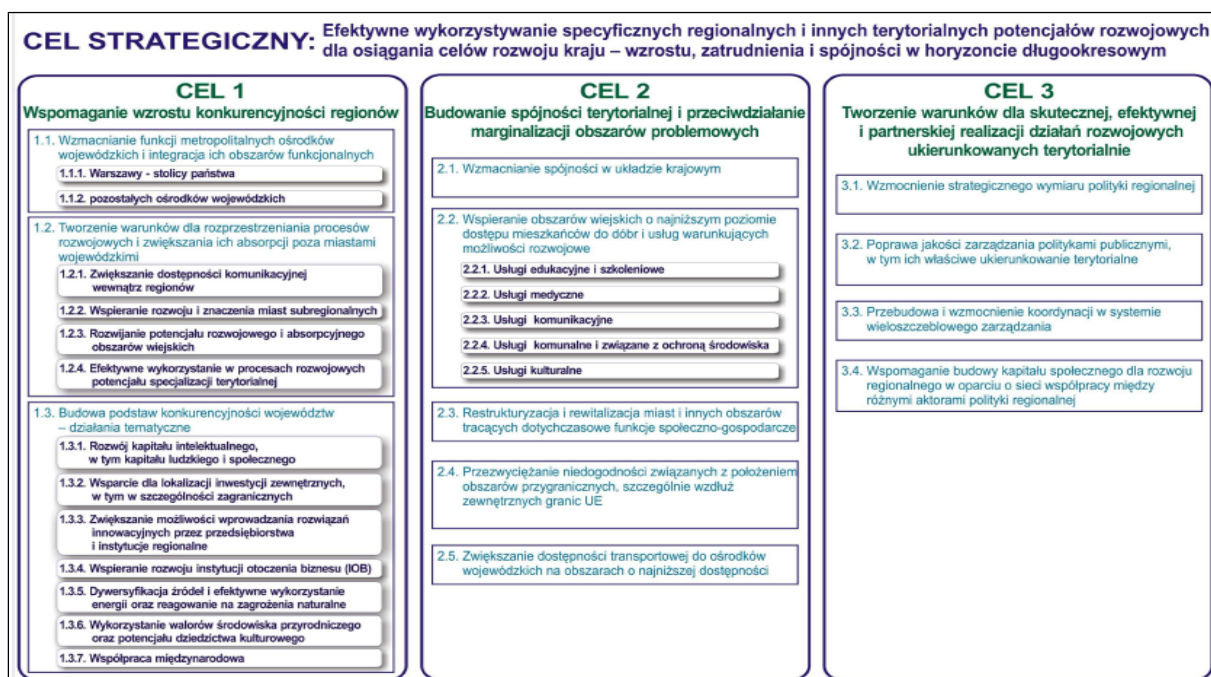 CEL STRATEGICZNY: Efektywne wykorzystywanie specyficznych regionalnych i innych terytorialnych potencjałów rozwojowych
dla osiągania celów rozwoju kraju – wzrostu, zatrudnienia i spójności w horyzoncie długookresowym
CEL 1
Wspomaganie wzrostu konkurencyjności regionów
1.1. Wzmacnianie funkcji metropolitalnych ośrodków
wojewódzkich i integracja ich obszarów funkcjonalnych
1.1.1. Warszawy - stolicy państwa
1.1.2. pozostałych ośrodków wojewódzkich
1.2. Tworzenie warunków dla rozprzestrzeniania procesów
rozwojowych i zwiększania ich absorpcji poza miastami
wojewódzkimi
1.2.1. Zwiększanie dostępności komunikacyjnej
wewnątrz regionów
1.2.2. Wspieranie rozwoju i znaczenia miast subregionalnych
1.2.3. Rozwijanie potencjału rozwojowego i absorpcyjnego
obszarów wiejskich
1.2.4. Efektywne wykorzystanie w procesach rozwojowych
potencjału specjalizacji terytorialnej
1.3. Budowa podstaw konkurencyjności województw
– działania tematyczne
1.3.1. Rozwój kapitału intelektualnego,
w tym kapitału ludzkiego i społecznego
1.3.2. Wsparcie dla lokalizacji inwestycji zewnętrznych,
w tym w szczególności zagranicznych
1.3.3. Zwiększanie możliwości wprowadzania rozwiązań
innowacyjnych przez przedsiębiorstwa
i instytucje regionalne
1.3.4. Wspieranie rozwoju instytucji otoczenia biznesu (IOB)
1.3.5. Dywersyfikacja źródeł i efektywne wykorzystanie
energii oraz reagowanie na zagrożenia naturalne
1.3.6. Wykorzystanie walorów środowiska przyrodniczego
oraz potencjału dziedzictwa kulturowego
1.3.7. Współpraca międzynarodowa
CEL 2
Budowanie spójności terytorialnej i przeciwdziałanie
marginalizacji obszarów problemowych
2.1. Wzmacnianie spójności w układzie krajowym
2.2. Wspieranie obszarów wiejskich o najniższym poziomie
dostępu mieszkańców do dóbr i usług warunkujących
możliwości rozwojowe
2.2.1. Usługi edukacyjne i szkoleniowe
2.2.2. Usługi medyczne
2.2.3. Usługi komunikacyjne
2.2.4. Usługi komunalne i związane z ochroną środowiska
2.2.5. Usługi kulturalne
2.3. Restrukturyzacja i rewitalizacja miast i innych obszarów
tracących dotychczasowe funkcje społeczno-gospodarcze
2.4. Przezwyciężanie niedogodności związanych z położeniem
obszarów przygranicznych, szczególnie wzdłuż
zewnętrznych granic UE
2.5. Zwiększanie dostępności transportowej do ośrodków
wojewódzkich na obszarach o najniższej dostępności
CEL 3
Tworzenie warunków dla skutecznej, efektywnej
i partnerskiej realizacji działań rozwojowych
ukierunkowanych terytorialnie
3.1. Wzmocnienie strategicznego wymiaru polityki regionalnej
3.2. Poprawa jakości zarządzania politykami publicznymi,
w tym ich właściwe ukierunkowanie terytorialne
3.3. Przebudowa i wzmocnienie koordynacji w systemie
wieloszczeblowego zarządzania
3.4. Wspomaganie budowy kapitału społecznego dla rozwoju
regionalnego w oparciu o sieci współpracy między
różnymi aktorami polityki regionalnej